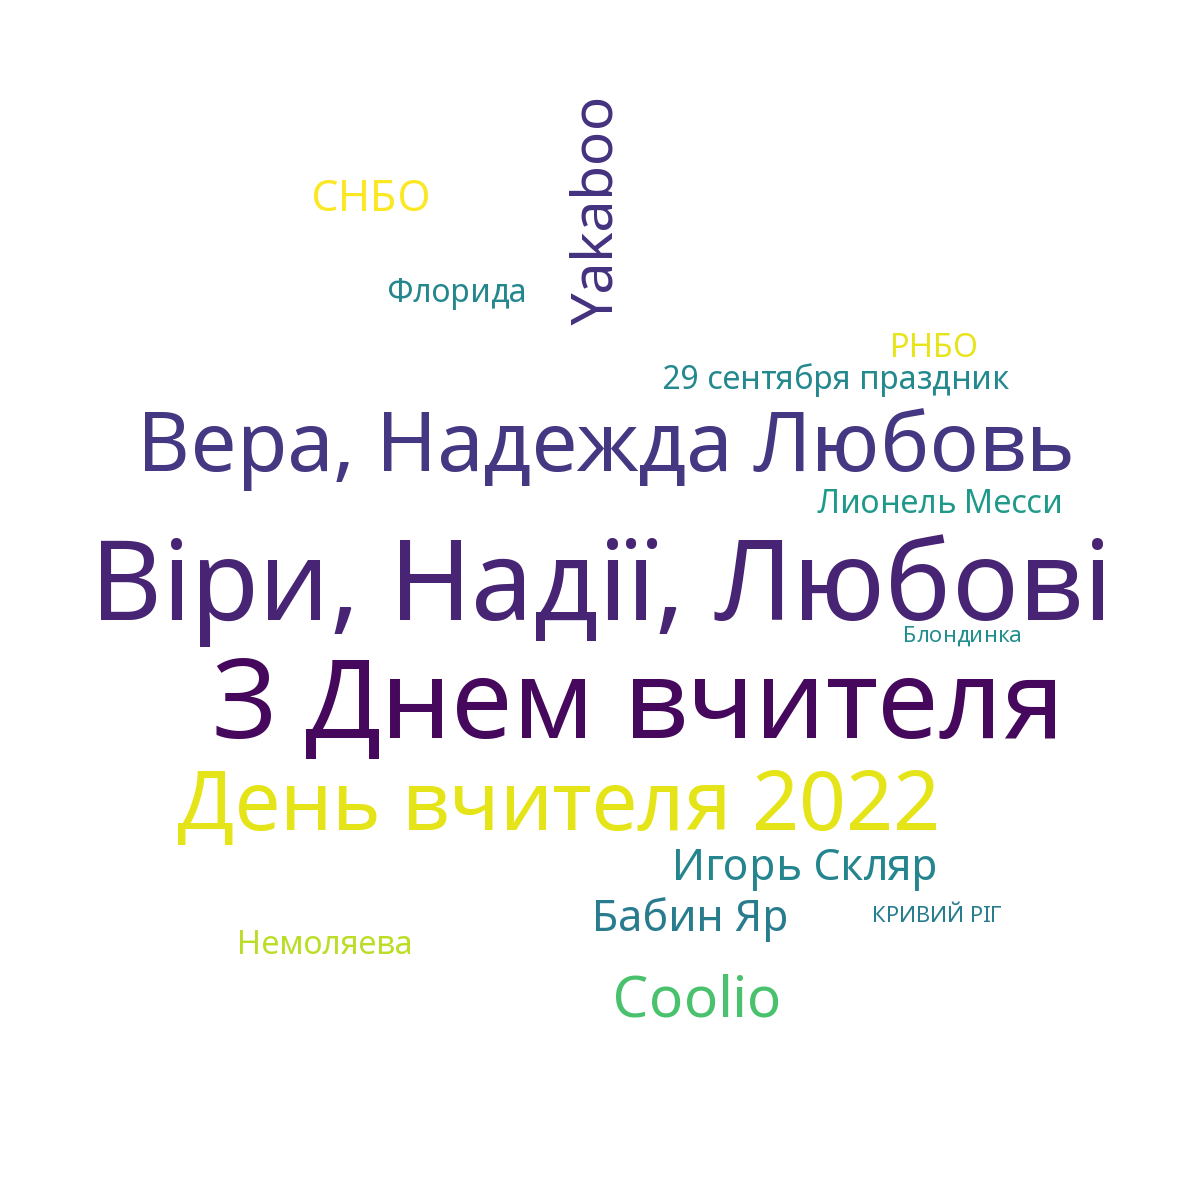 Yakaboo
СНБО
Флорида
РНБО
29 сентября праздник
Вера, Надежда Любовь
Лионель Месси
Віри, Надії, Любові
Блондинка
З Днем вчителя
День вчителя 2022
Игорь Скляр
Бабин Яр
КРИВИЙ РІГ
Немоляева
Coolio